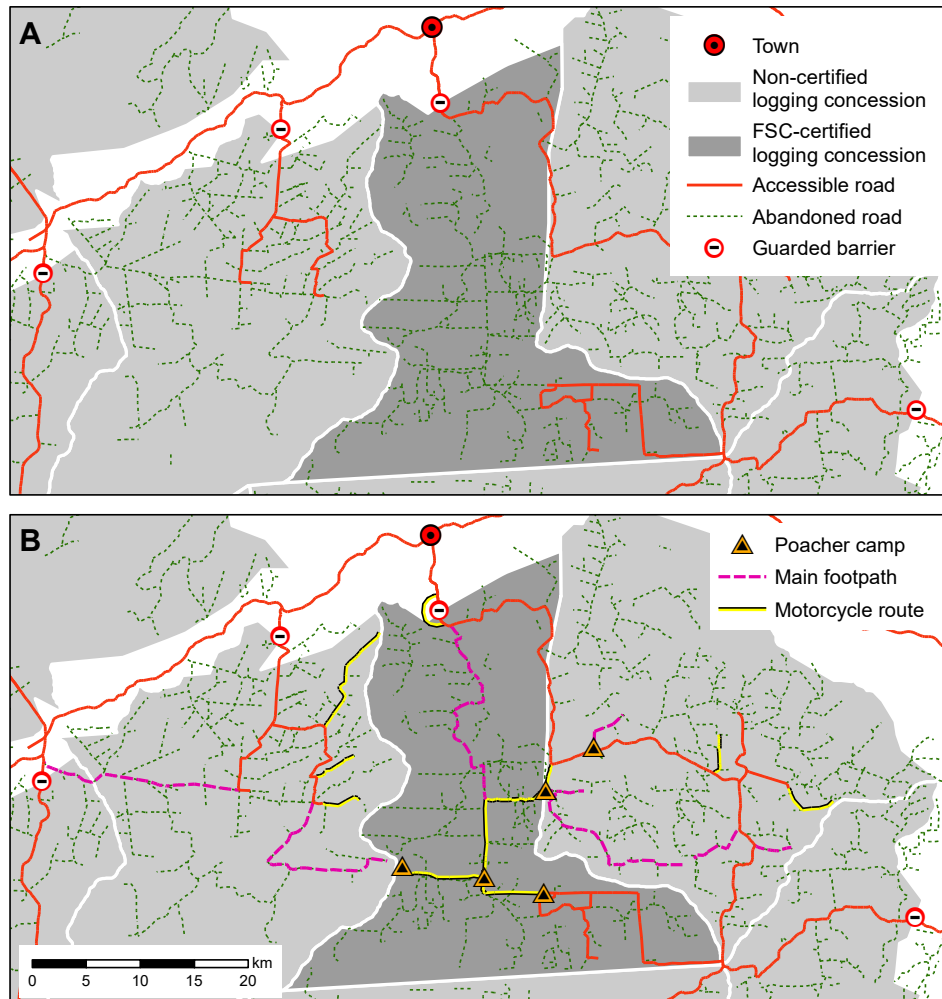 A
Town
Non-certified
logging concession
FSC-certified
logging concession
Accessible road
Abandoned road
Guarded barrier
B
Poacher camp
Main footpath
Motorcycle route
km
0 5 10 15 20